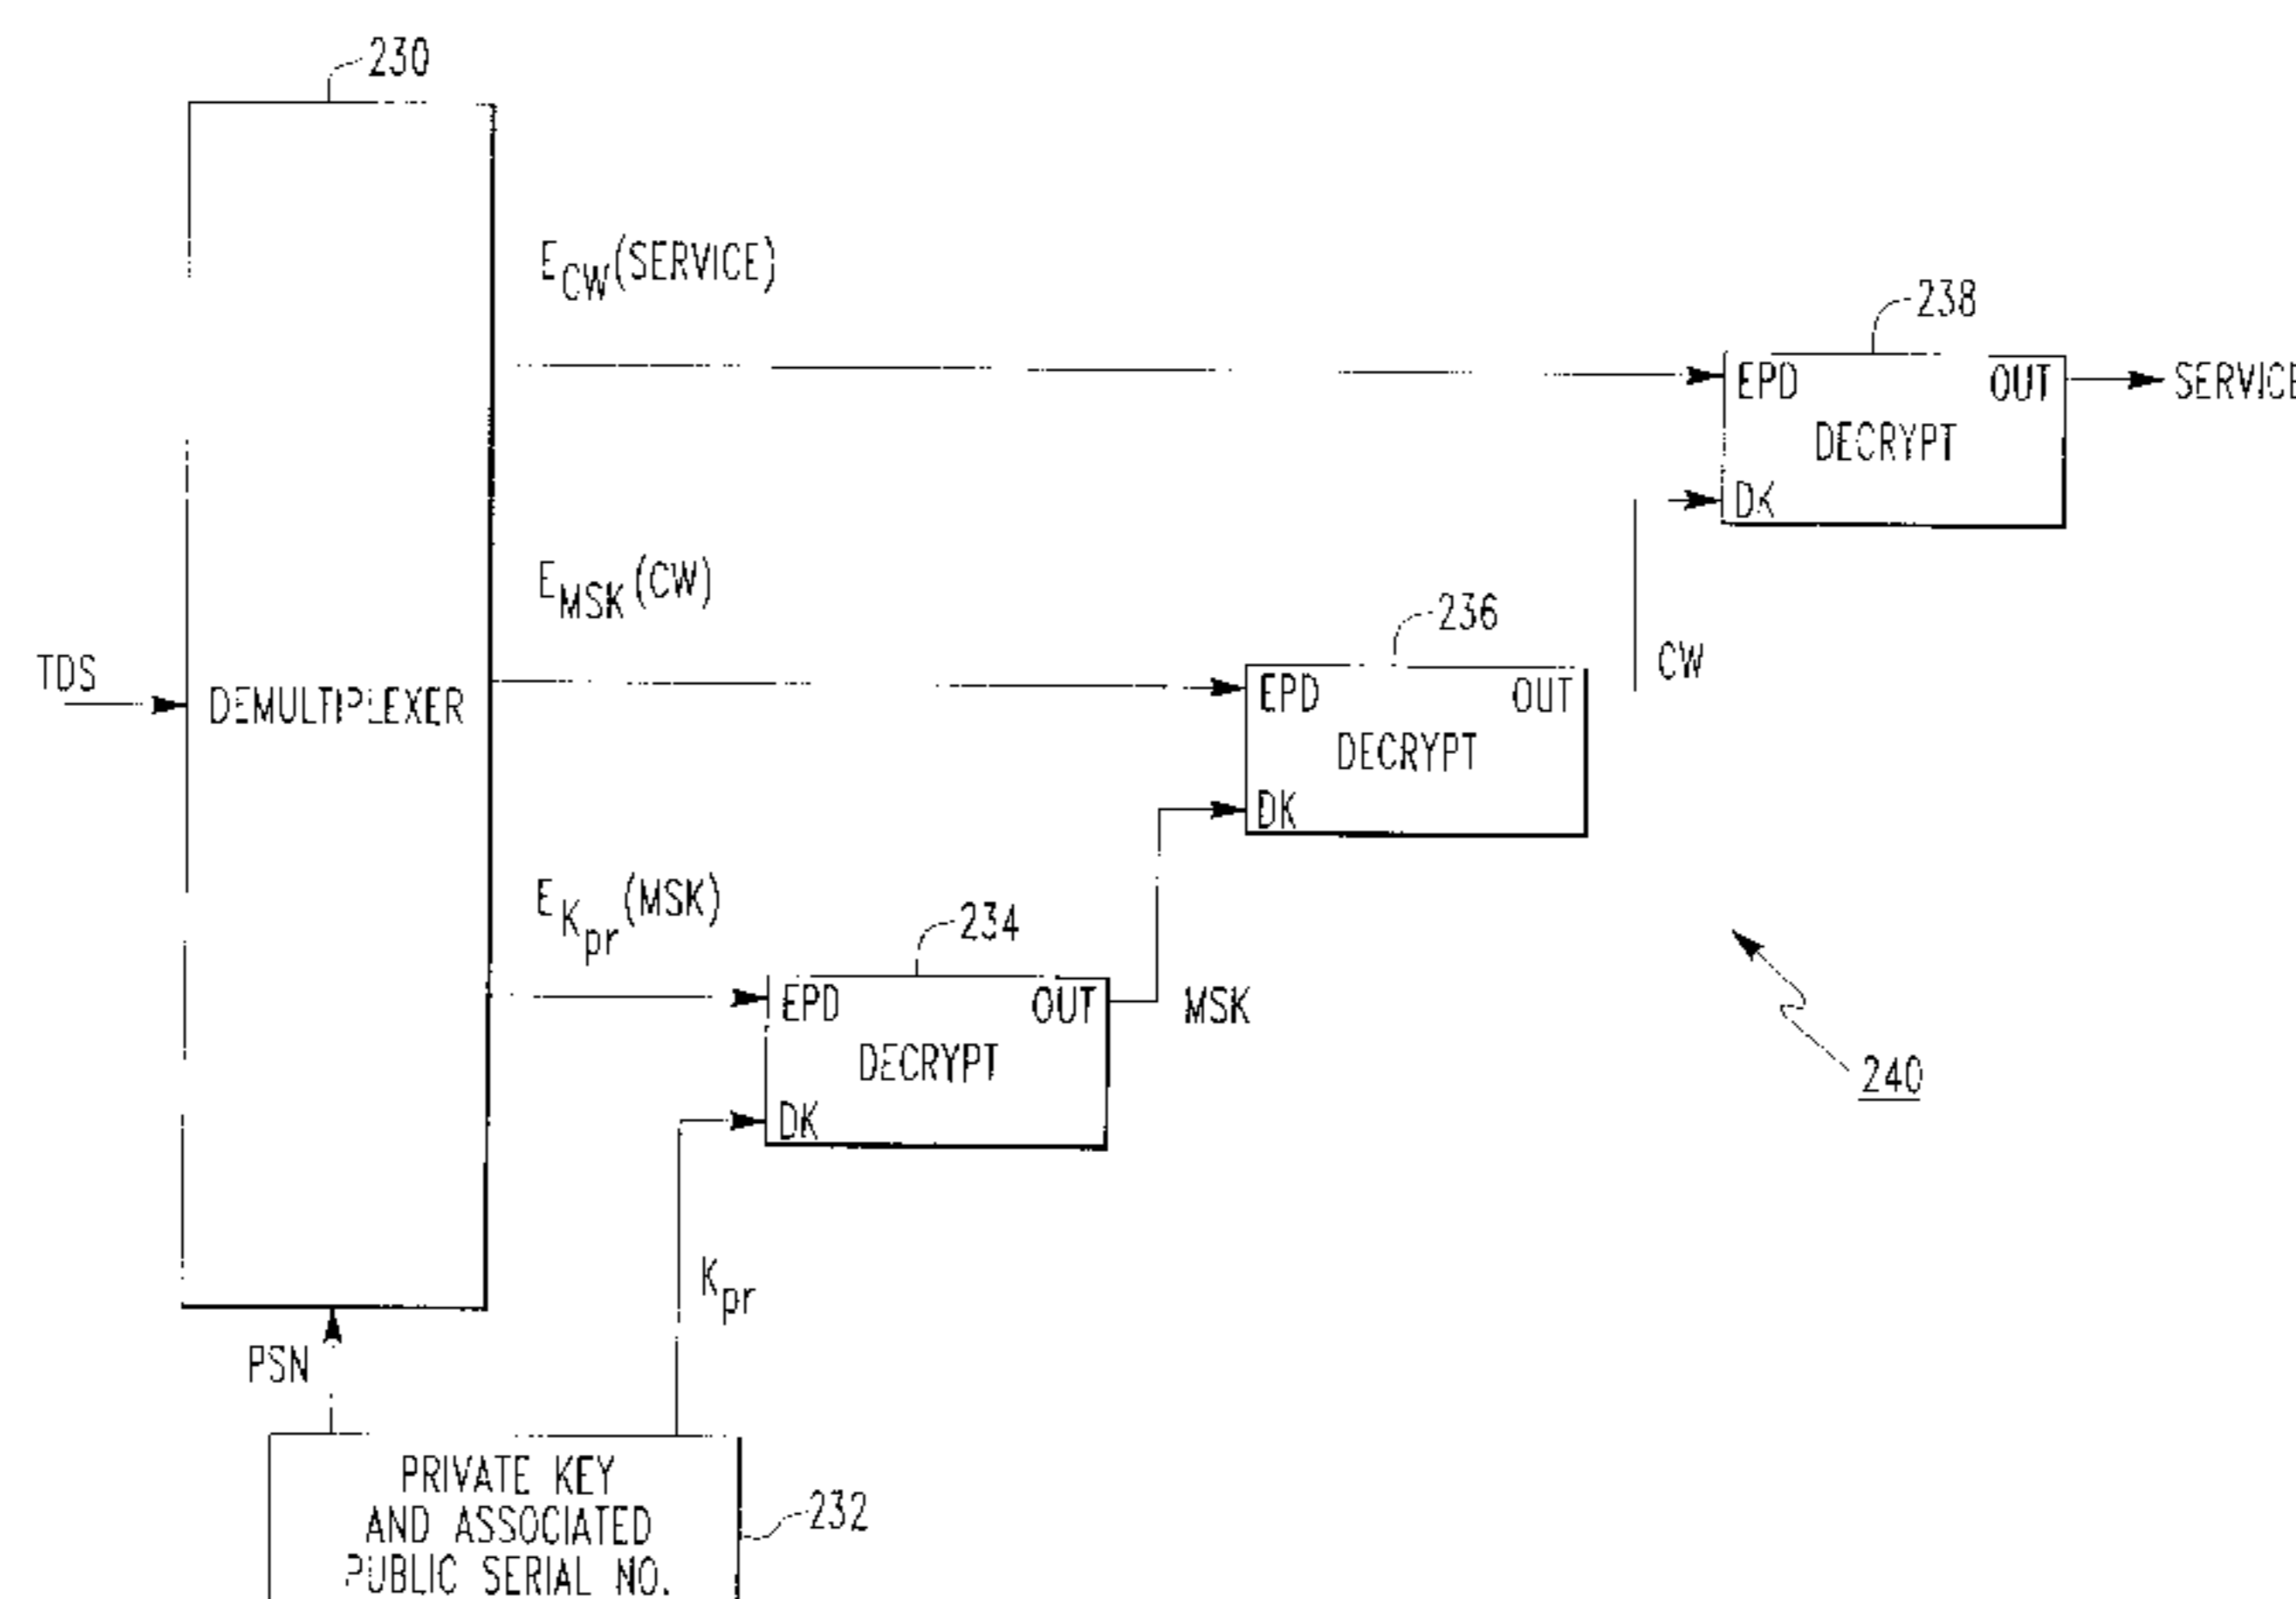 230
E_CW(SERVICE)
238
EPD OUT
SERVICE
DECRYPT
DK
E_MSK(CW)
236
CW
TDS
DEMULTIPLEXER
EPD OUT
DECRYPT
DK
E_Kpr(MSK)
234
EPD OUT
MSK
DECRYPT
DK
240
Kpr
PSN
PRIVATE KEY
AND ASSOCIATED
PUBLIC SERIAL NO.
232